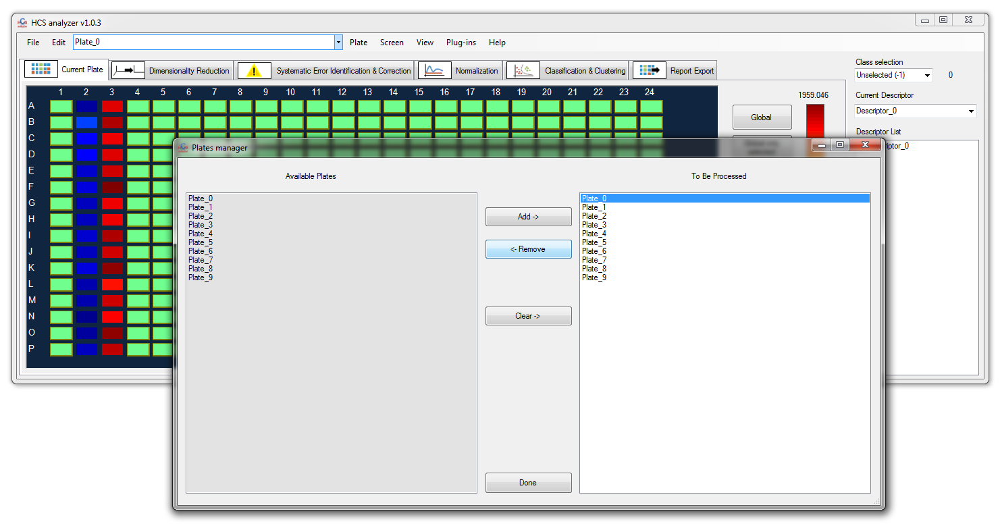 HCS analyzer v1.0.3
File Edit Plate_0 Plate Screen View Plug-ins Help
Current Plate Dimensionality Reduction Systematic Error Identification & Correction Normalization Classification & Clustering Report Export
Class selection
Unselected (-1) 0
1 2 3 4 5 6 7 8 9 10 11 12 13 14 15 16 17 18 19 20 21 22 23 24
1959.046
Current Descriptor
A
Descriptor_0
Global
B
Descriptor List
C
riptor_0
Plates manager
D
E
F
G
H
I
J
K
L
M
N
O
P
Available Plates
To Be Processed
Plate_0
Plate_1
Plate_2
Plate_3
Plate_4
Plate_5
Plate_6
Plate_7
Plate_8
Plate_9
Add ->
<- Remove
Clear ->
Done
Plate_0
Plate_1
Plate_2
Plate_3
Plate_4
Plate_5
Plate_6
Plate_7
Plate_8
Plate_9